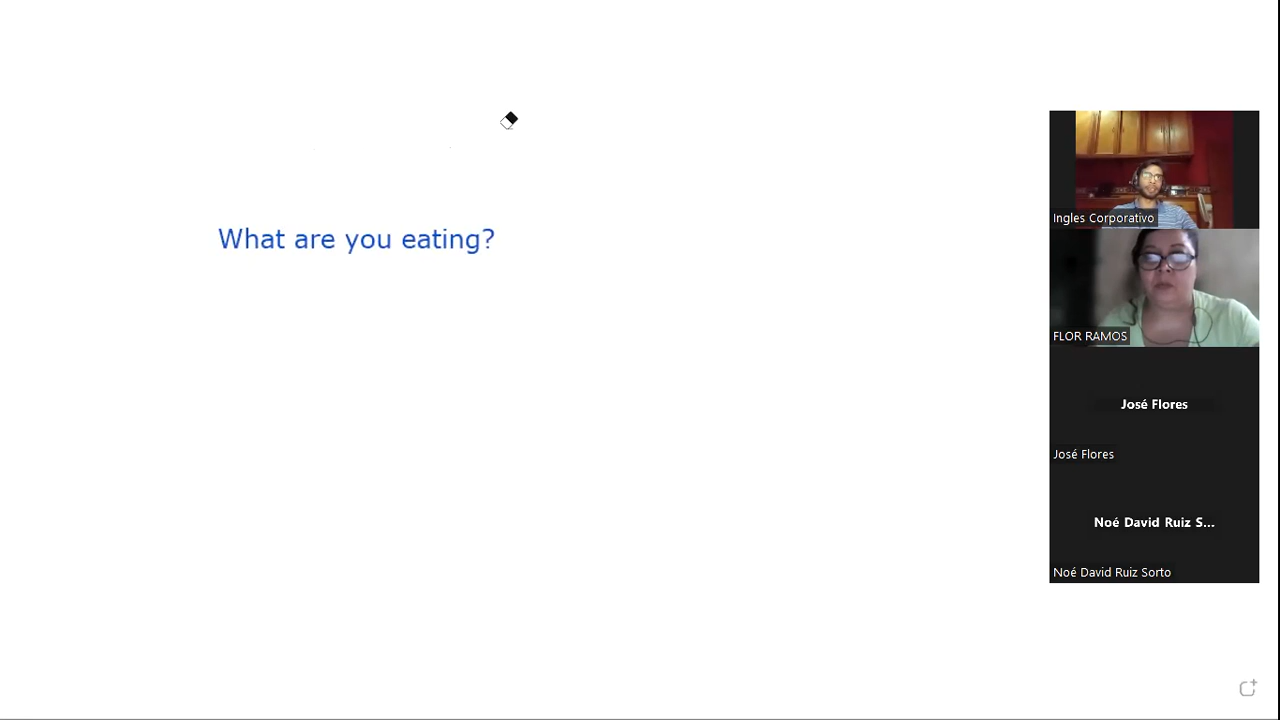 What are you eating?
Ingles Corporativo
FLOR RAMOS
José Flores
José Flores
Noé David Ruiz S...
Noé David Ruiz Sorto